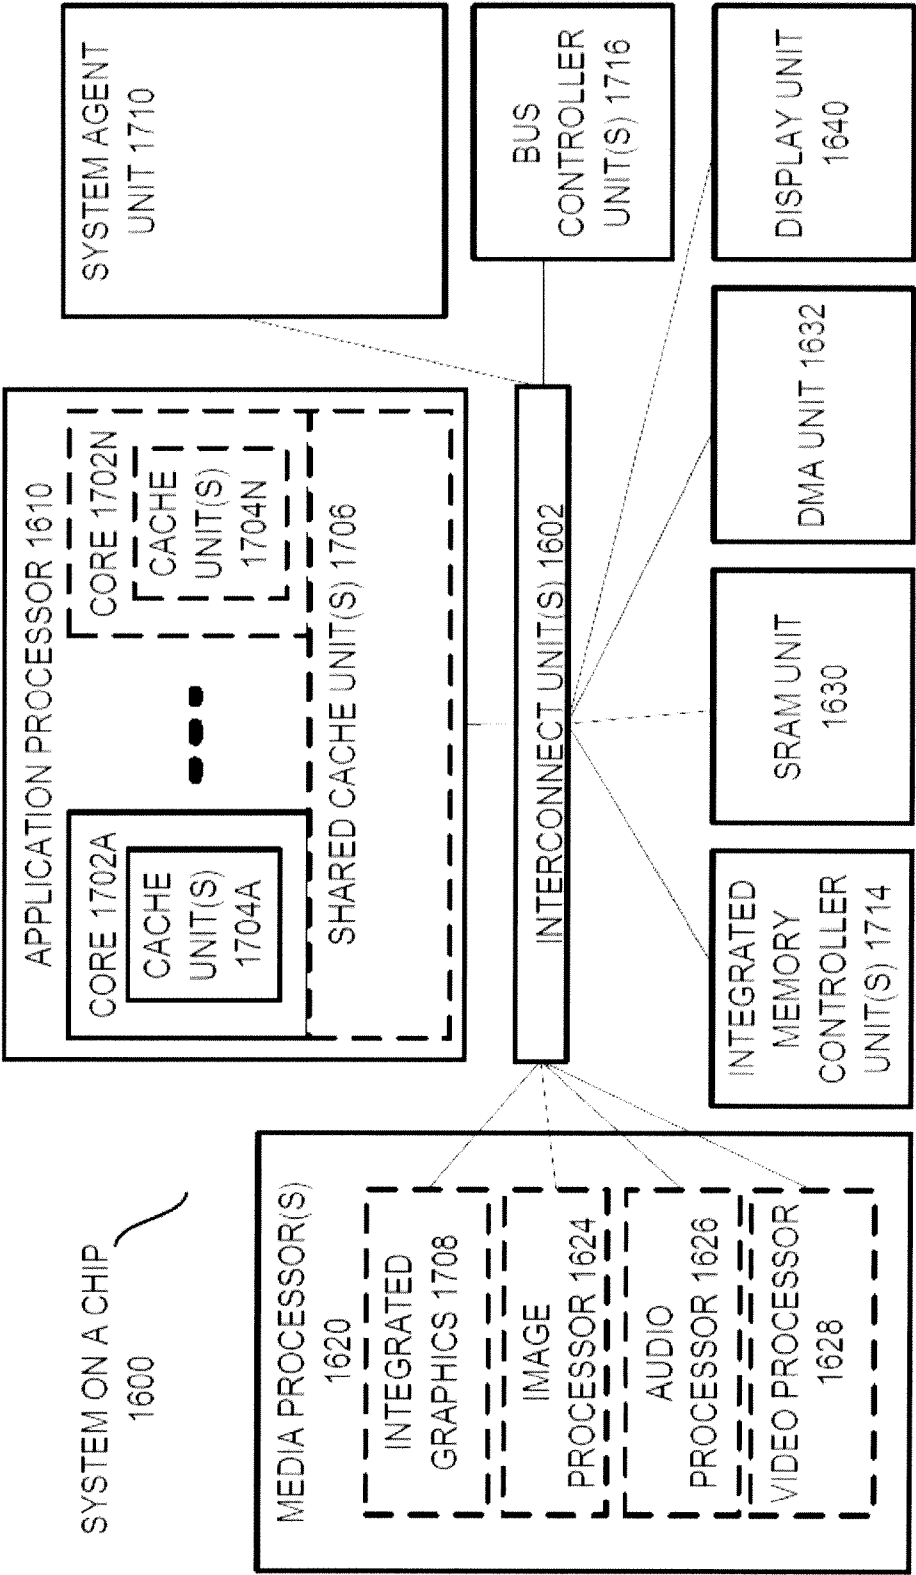 SYSTEM ON A CHIP
1600
APPLICATION PROCESSOR 1610
CORE 1702A
CACHE
UNIT(S)
1704A
CORE 1702N
CACHE
UNIT(S)
1704N
SHARED CACHE UNIT(S) 1706
SYSTEM AGENT
UNIT 1710
MEDIA PROCESSOR(S)
1620
INTEGRATED
GRAPHICS 1708
IMAGE
PROCESSOR 1624
AUDIO
PROCESSOR 1626
VIDEO PROCESSOR
1628
INTERCONNECT UNIT(S) 1602
BUS
CONTROLLER
UNIT(S) 1716
INTEGRATED
MEMORY
CONTROLLER
UNIT(S) 1714
SRAM UNIT
1630
DMA UNIT 1632
DISPLAY UNIT
1640